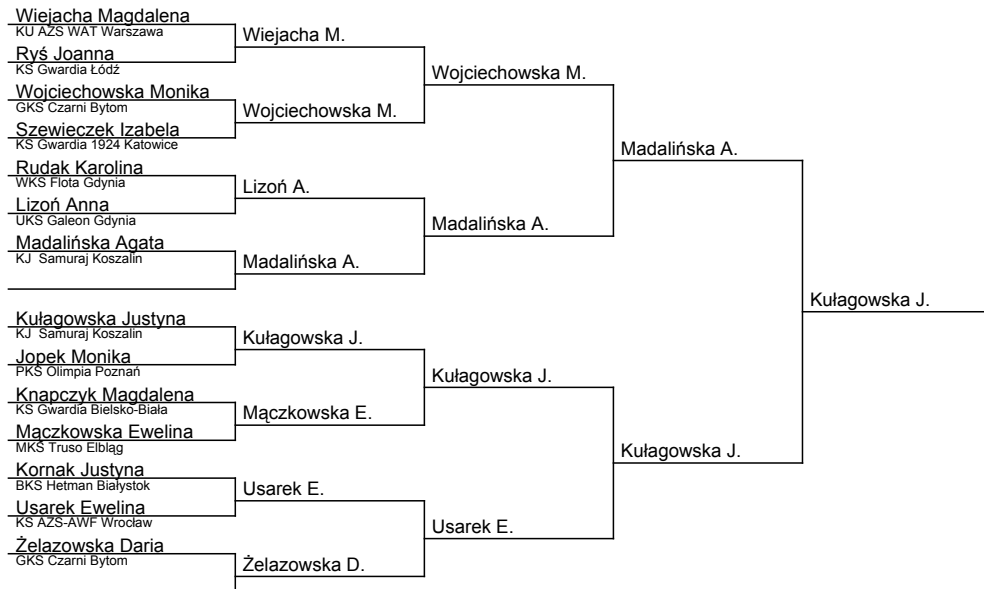 Wiejacha Magdalena
KU AZS WAT Warszawa
Wiejacha M.
Ryś Joanna
KS Gwardia Łódź
Wojciechowska M.
Wojciechowska Monika
GKS Czarni Bytom
Wojciechowska M.
Szewieczek Izabela
KS Gwardia 1924 Katowice
Madalińska A.
Rudak Karolina
WKS Flota Gdynia
Lizoń A.
Lizoń Anna
UKS Galeon Gdynia
Madalińska A.
Madalińska Agata
KJ Samuraj Koszalin
Madalińska A.
Kułagowska J.
Kułagowska Justyna
KJ Samuraj Koszalin
Kułagowska J.
Jopek Monika
PKS Olimpia Poznań
Kułagowska J.
Knapczyk Magdalena
KS Gwardia Bielsko-Biała
Mączkowska E.
Mączkowska Ewelina
MKS Truso Elbląg
Kułagowska J.
Kornak Justyna
BKS Hetman Białystok
Usarek E.
Usarek Ewelina
KS AZS-AWF Wrocław
Usarek E.
Żelazowska Daria
GKS Czarni Bytom
Żelazowska D.